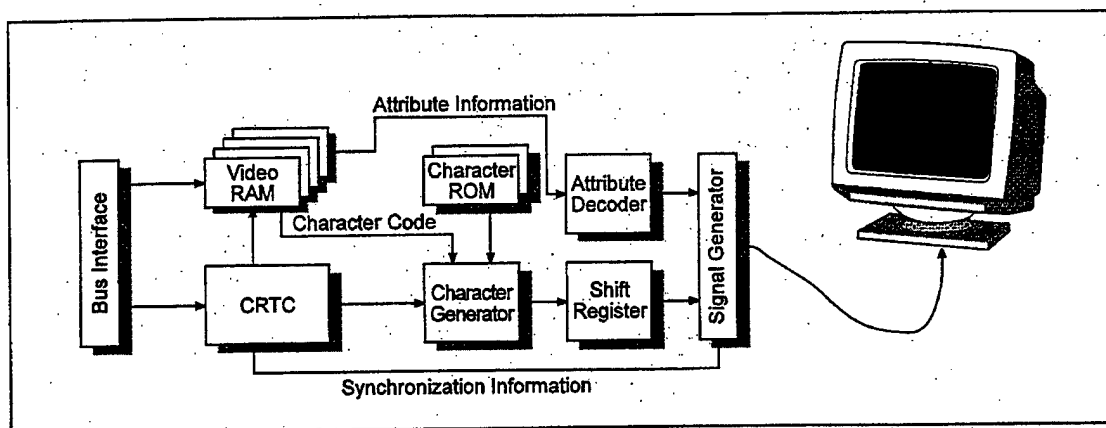 Attribute Information
Video
RAM
Character
ROM
Attribute
Decoder
Character Code
Bus Interface
CRTC
Character
Generator
Shift
Register
Signal Generator
Synchronization Information